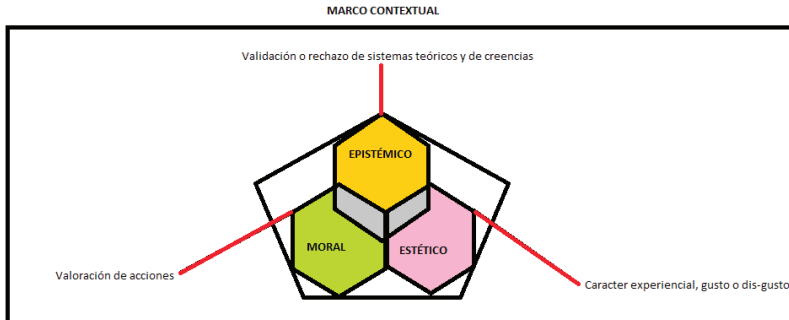 MARCO CONTEXTUAL
Validación o rechazo de sistemas teóricos y de creencias
EPISTÉMICO
MORAL
ESTÉTICO
Valoración de acciones
Caracter experiencial, gusto o dis-gusto